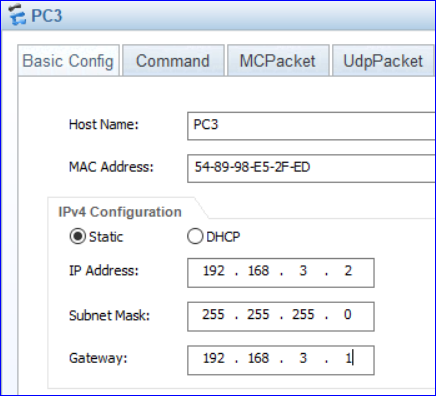 PC3
Basic Config Command MCPacket UdpPacket
Host Name: PC3
MAC Address: 54-89-98-E5-2F-ED
IPv4 Configuration
Static DHCP
IP Address: 192 . 168 . 3 . 2
Subnet Mask: 255 . 255 . 255 . 0
Gateway: 192 . 168 . 3 . 1